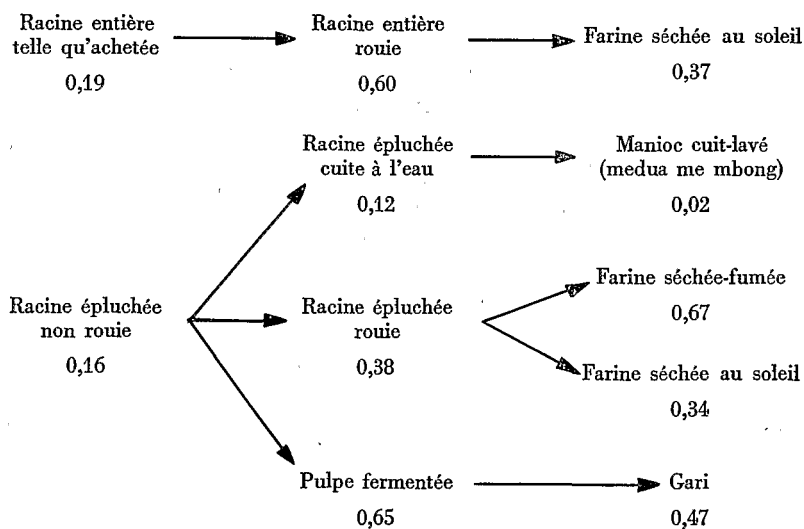 Racine entière
telle qu'achetée
0,19
Racine entière
rouie
0,60
Farine séchée au soleil
0,37
Racine épluchée
cuite à l'eau
0,12
Manioc cuit-lavé
(medua me mbong)
0,02
Racine épluchée
non rouie
0,16
Racine épluchée
rouie
0,38
Farine séchée-fumée
0,67
Farine séchée au soleil
0,34
Pulpe fermentée
0,65
Gari
0,47